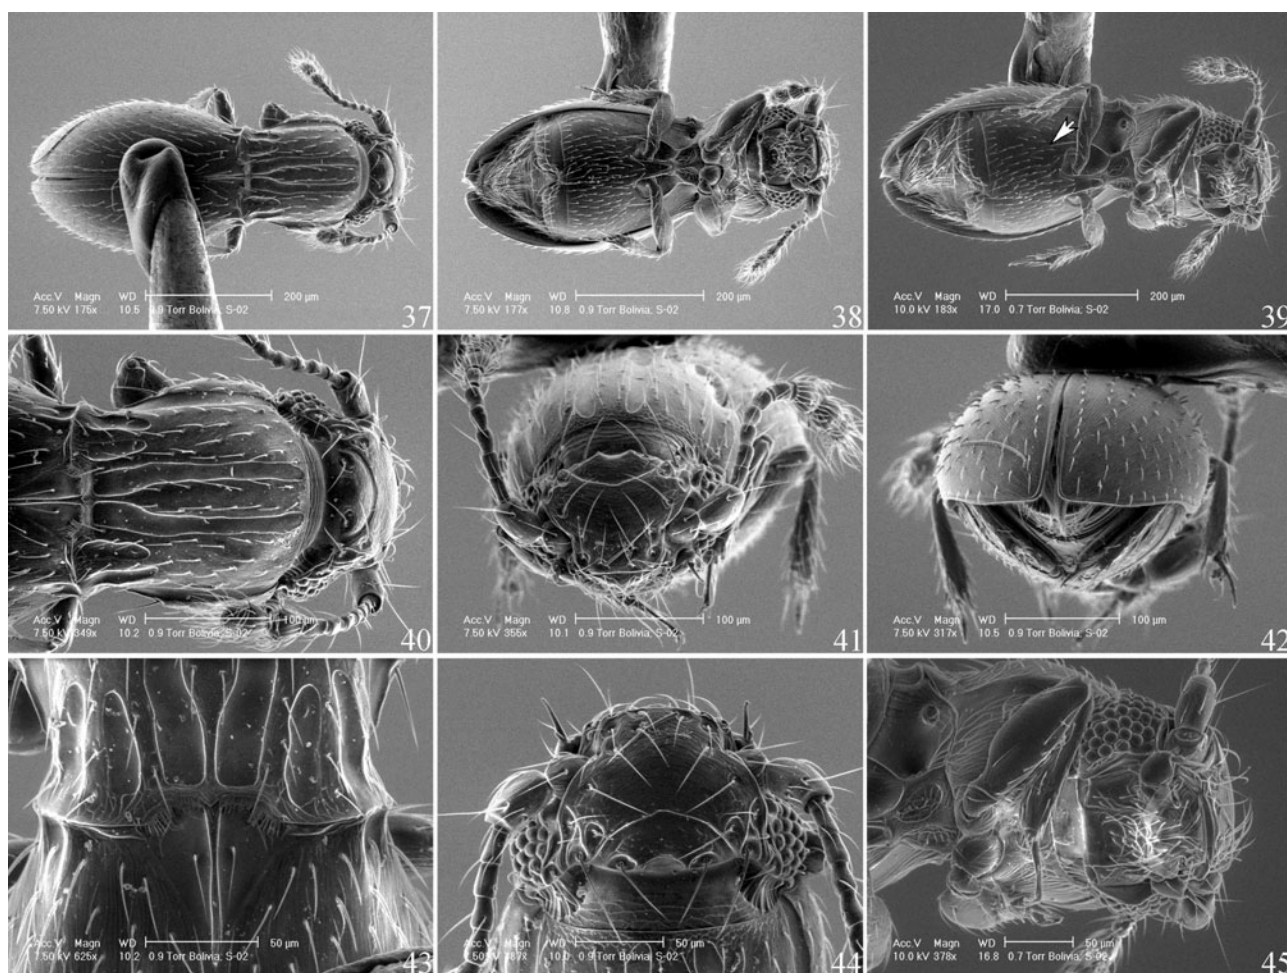 Acc.V Magn WD 200 µm
7.50 kV 175x 10.5 0.9 Torr Bolivia; S-02
37
Acc.V Magn WD 200 µm
7.50 kV 177x 10.8 0.9 Torr Bolivia; S-02
38
Acc.V Magn WD 200 µm
10.0 kV 183x 17.0 0.7 Torr Bolivia; S-02
39
Acc.V Magn WD 100 µm
7.50 kV 349x 10.2 0.9 Torr Bolivia; S-02
40
Acc.V Magn WD 100 µm
7.50 kV 355x 10.1 0.9 Torr Bolivia; S-02
41
Acc.V Magn WD 100 µm
7.50 kV 317x 10.5 0.9 Torr Bolivia; S-02
42
Acc.V Magn WD 50 µm
7.50 kV 625x 10.2 0.9 Torr Bolivia; S-02
43
Acc.V Magn WD 50 µm
10.0 0.9 Torr Bolivia; S-02
44
Acc.V Magn WD 50 µm
10.0 kV 378x 16.8 0.7 Torr Bolivia; S-02